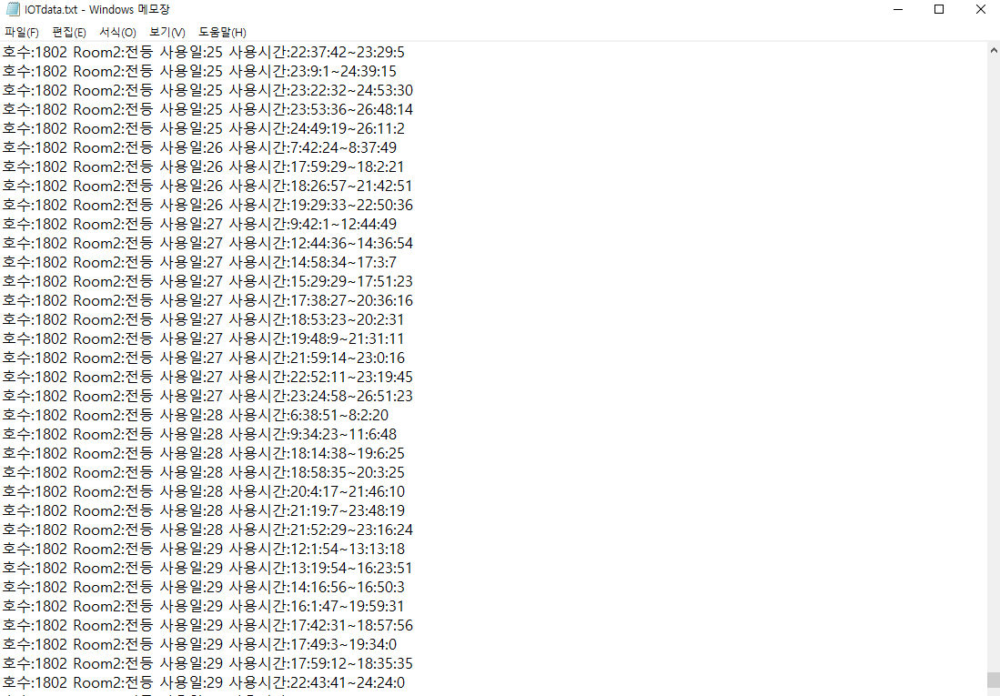 IOTdata.txt - Windows 메모장
파일(F) 편집(E) 서식(O) 보기(V) 도움말(H)
호수:1802 Room2:전등 사용일:25 사용시간:22:37:42~23:29:5
호수:1802 Room2:전등 사용일:25 사용시간:23:9:1~24:39:15
호수:1802 Room2:전등 사용일:25 사용시간:23:22:32~24:53:30
호수:1802 Room2:전등 사용일:25 사용시간:23:53:36~26:48:14
호수:1802 Room2:전등 사용일:25 사용시간:24:49:19~26:11:2
호수:1802 Room2:전등 사용일:26 사용시간:7:42:24~8:37:49
호수:1802 Room2:전등 사용일:26 사용시간:17:59:29~18:2:21
호수:1802 Room2:전등 사용일:26 사용시간:18:26:57~21:42:51
호수:1802 Room2:전등 사용일:26 사용시간:19:29:33~22:50:36
호수:1802 Room2:전등 사용일:27 사용시간:9:42:1~12:44:49
호수:1802 Room2:전등 사용일:27 사용시간:12:44:36~14:36:54
호수:1802 Room2:전등 사용일:27 사용시간:14:58:34~17:3:7
호수:1802 Room2:전등 사용일:27 사용시간:15:29:29~17:51:23
호수:1802 Room2:전등 사용일:27 사용시간:17:38:27~20:36:16
호수:1802 Room2:전등 사용일:27 사용시간:18:53:23~20:2:31
호수:1802 Room2:전등 사용일:27 사용시간:19:48:9~21:31:11
호수:1802 Room2:전등 사용일:27 사용시간:21:59:14~23:0:16
호수:1802 Room2:전등 사용일:27 사용시간:22:52:11~23:19:45
호수:1802 Room2:전등 사용일:27 사용시간:23:24:58~26:51:23
호수:1802 Room2:전등 사용일:28 사용시간:6:38:51~8:2:20
호수:1802 Room2:전등 사용일:28 사용시간:9:34:23~11:6:48
호수:1802 Room2:전등 사용일:28 사용시간:18:14:38~19:6:25
호수:1802 Room2:전등 사용일:28 사용시간:18:58:35~20:3:25
호수:1802 Room2:전등 사용일:28 사용시간:20:4:17~21:46:10
호수:1802 Room2:전등 사용일:28 사용시간:21:19:7~23:48:19
호수:1802 Room2:전등 사용일:28 사용시간:21:52:29~23:16:24
호수:1802 Room2:전등 사용일:29 사용시간:12:1:54~13:13:18
호수:1802 Room2:전등 사용일:29 사용시간:13:19:54~16:23:51
호수:1802 Room2:전등 사용일:29 사용시간:14:16:56~16:50:3
호수:1802 Room2:전등 사용일:29 사용시간:16:1:47~19:59:31
호수:1802 Room2:전등 사용일:29 사용시간:17:42:31~18:57:56
호수:1802 Room2:전등 사용일:29 사용시간:17:49:3~19:34:0
호수:1802 Room2:전등 사용일:29 사용시간:17:59:12~18:35:35
호수:1802 Room2:전등 사용일:29 사용시간:22:43:41~24:24:0